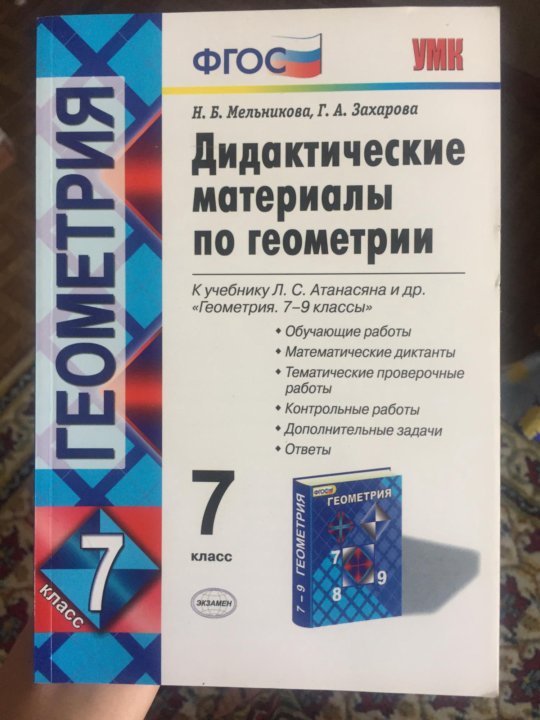 ФГОС
УМК
Н. Б. Мельникова, Г. А. Захарова
Дидактические
материалы
по геометрии
К учебнику Л. С. Атанасяна и др.
«Геометрия. 7–9 классы»
• Обучающие работы
• Математические диктанты
• Тематические проверочные
работы
• Контрольные работы
• Дополнительные задачи
• Ответы
7
класс
ЭКЗАМЕН
ГЕОМЕТРИЯ
7
класс
ФГОС
ГЕОМЕТРИЯ
7
8
9
7 – 9 ГЕОМЕТРИЯ